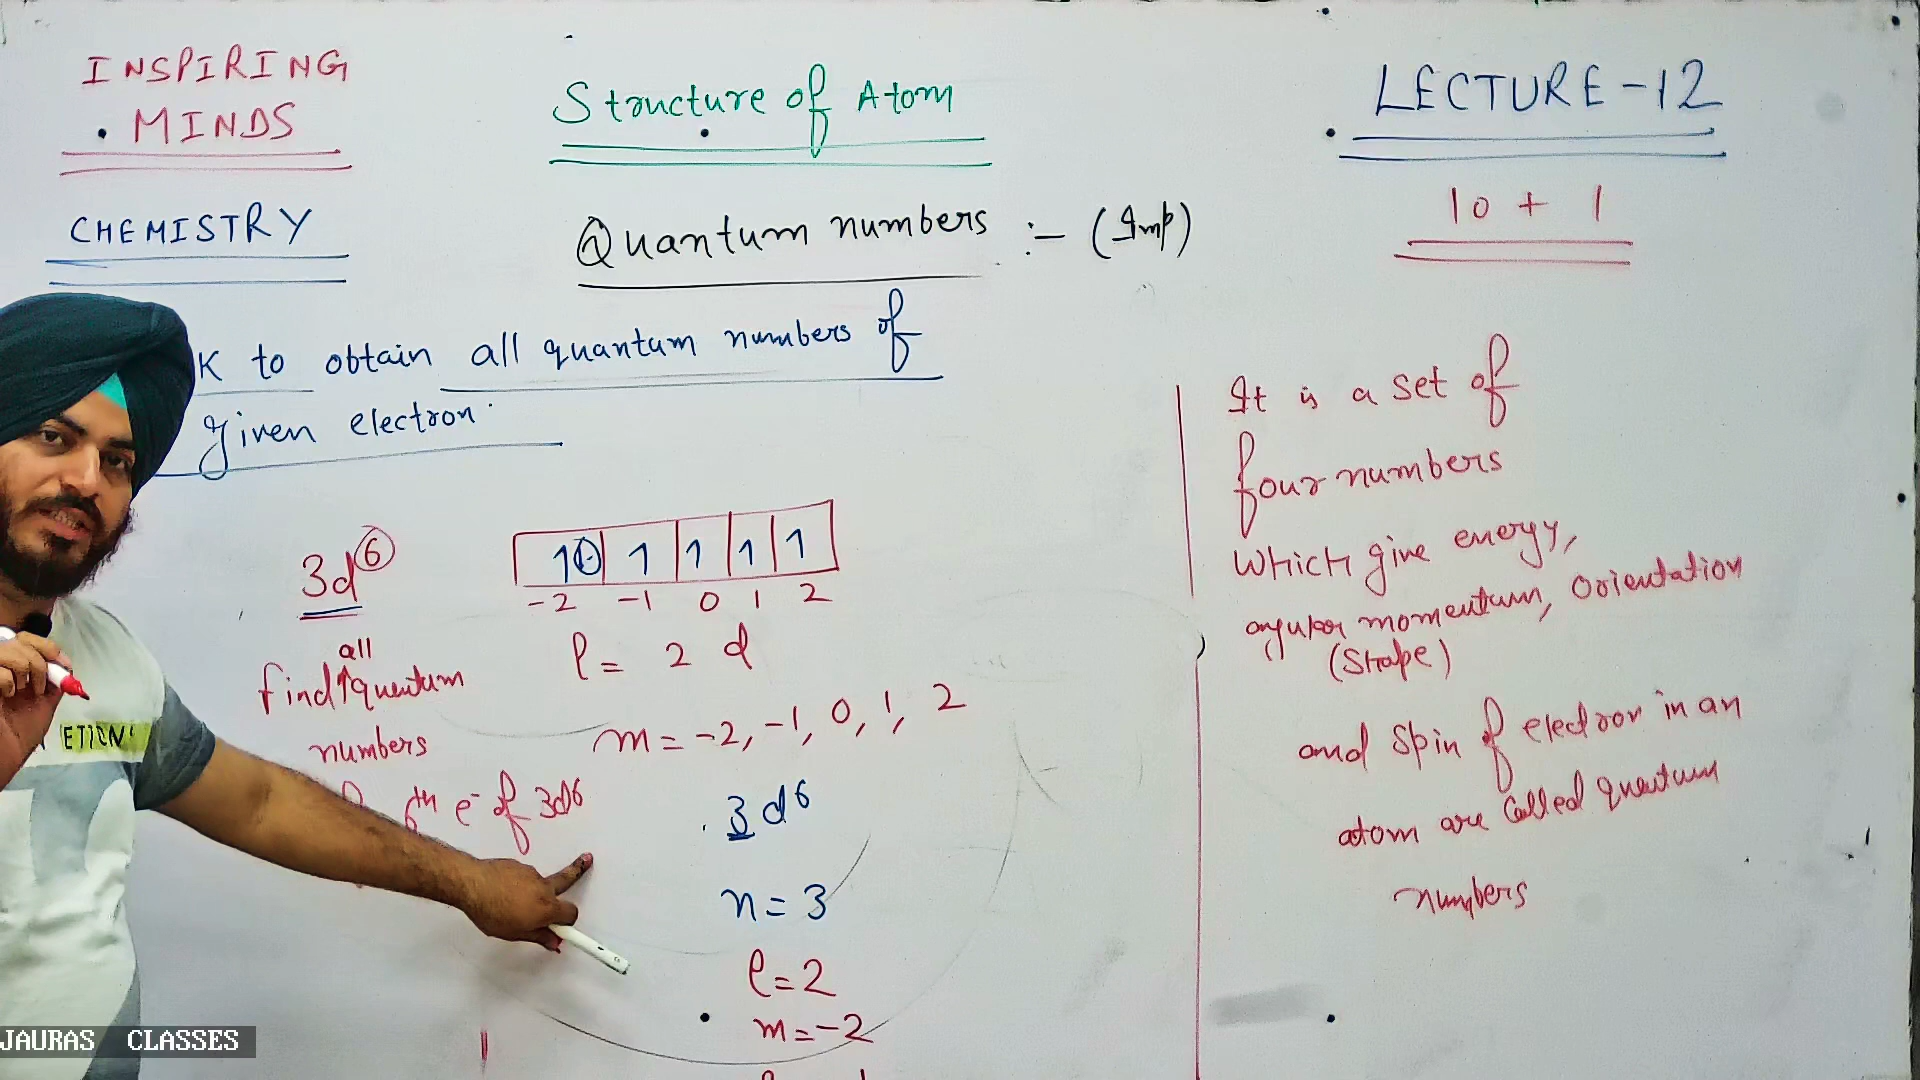 INSPIRING
MINDS
CHEMISTRY
Structure of Atom
Quantum numbers :- (Imp)
LECTURE-12
10 + 1
K to obtain all quantum numbers of
given electron.
3d⑥
all
find ↑ quantum
numbers
6th e- of 3d6
1 1 1 1 1
-2 -1 0 1 2
l = 2 d
m = -2, -1, 0, 1, 2
3d6
n = 3
l = 2
m = -2
It is a set of
four numbers
which give energy,
angular momentum, orientation
(Shape)
and spin of electron in an
atom are called quantum
numbers
ETION
JAURAS CLASSES